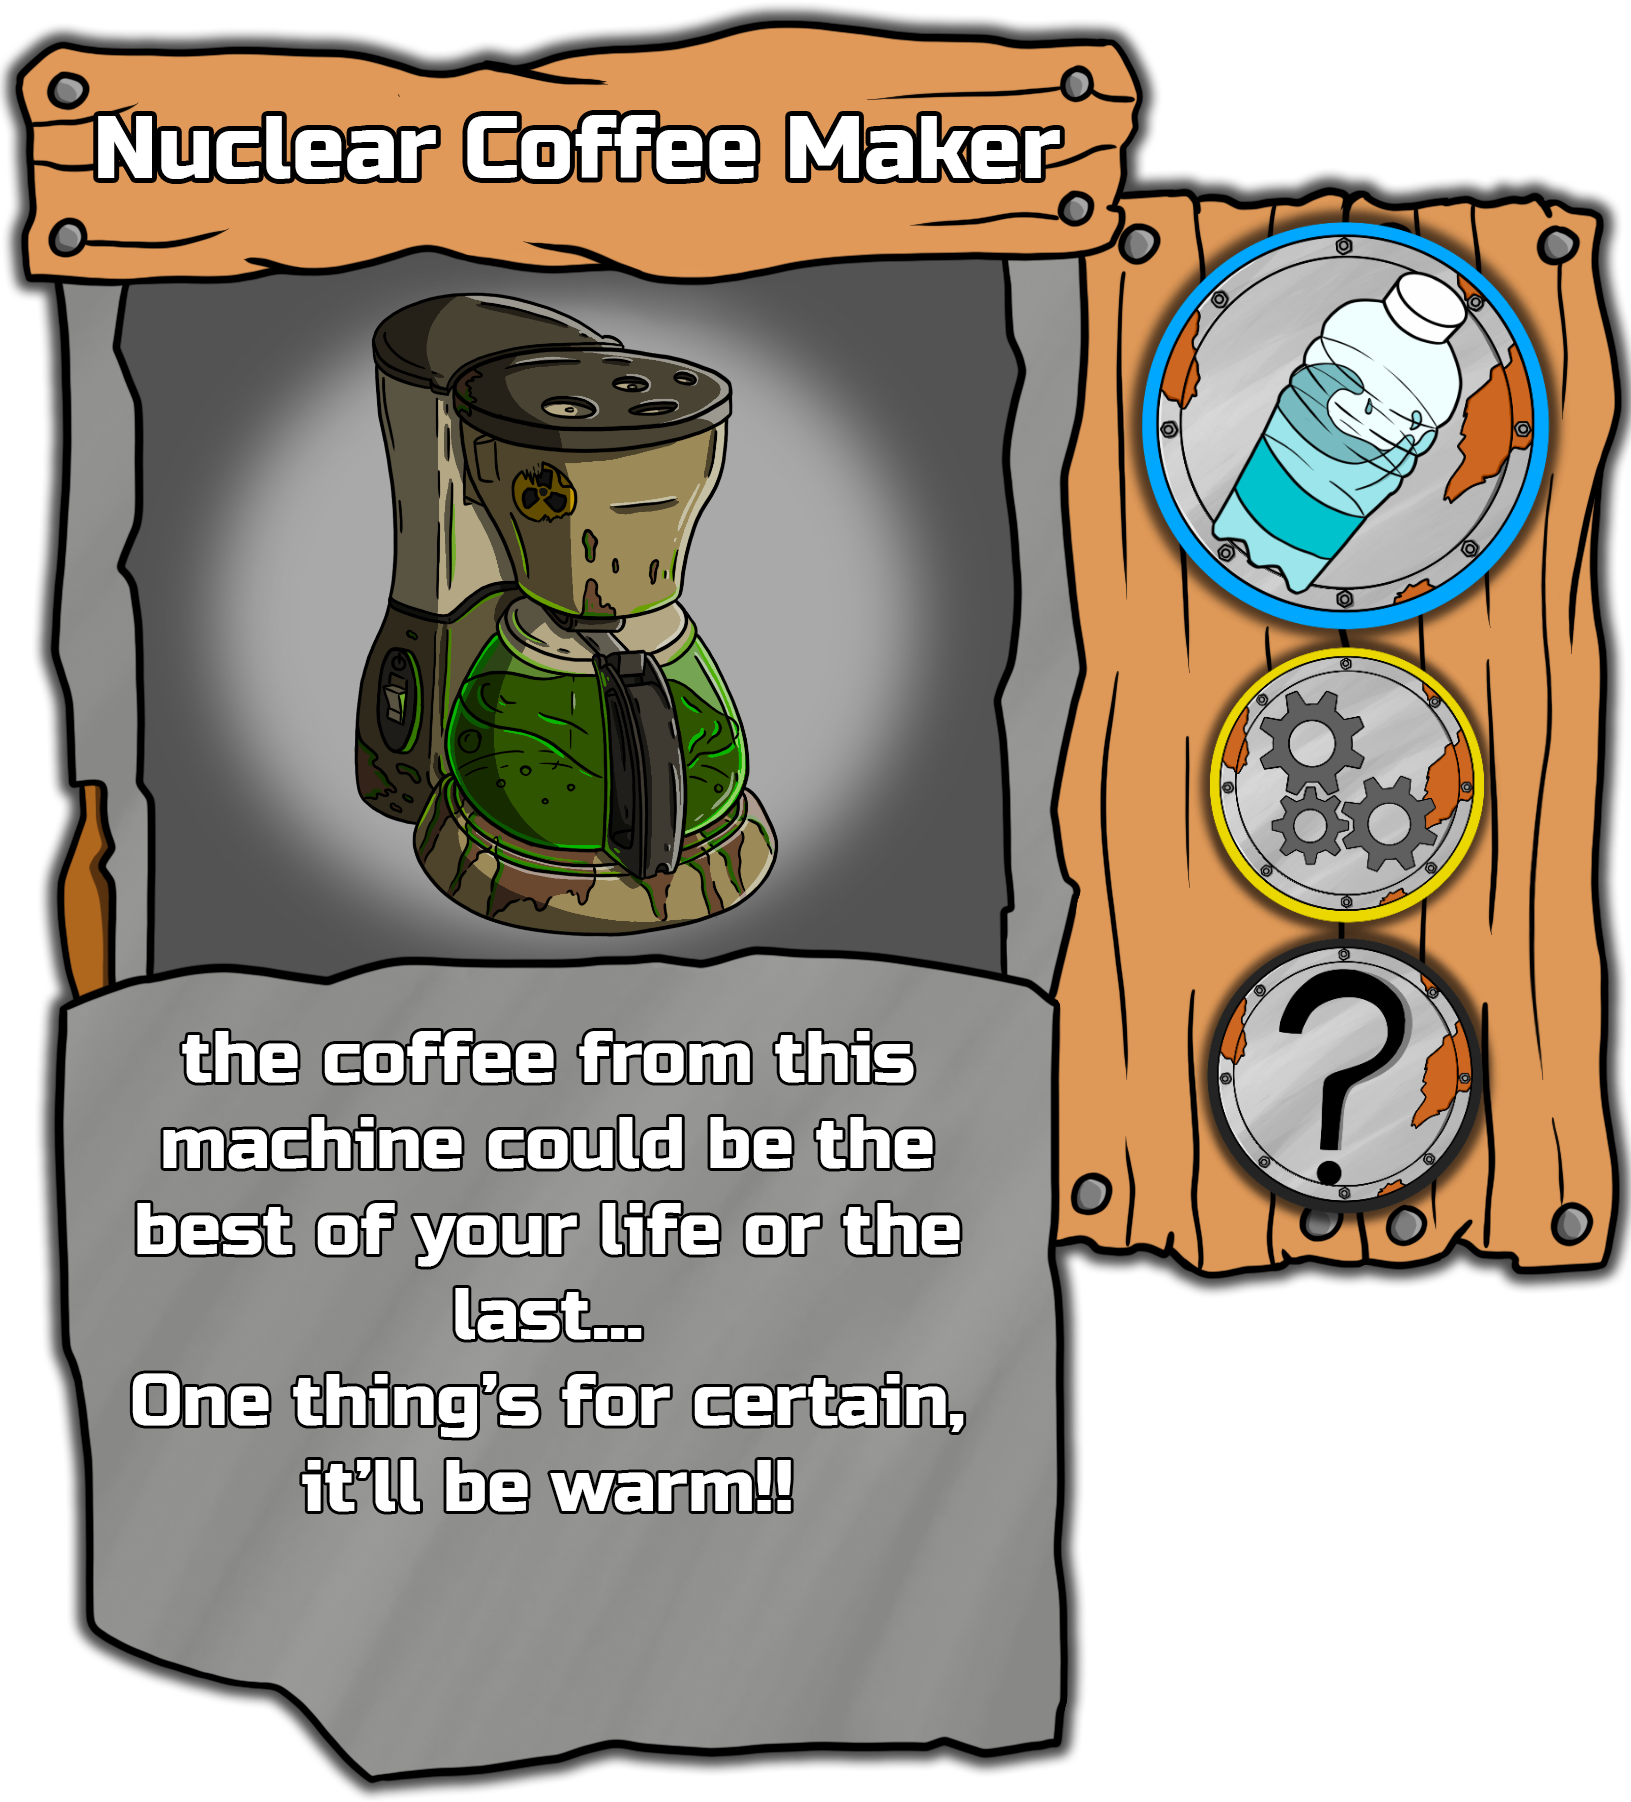 Nuclear Coffee Maker
the coffee from this
machine could be the
best of your life or the
last...
One thing’s for certain,
it’ll be warm!!
?